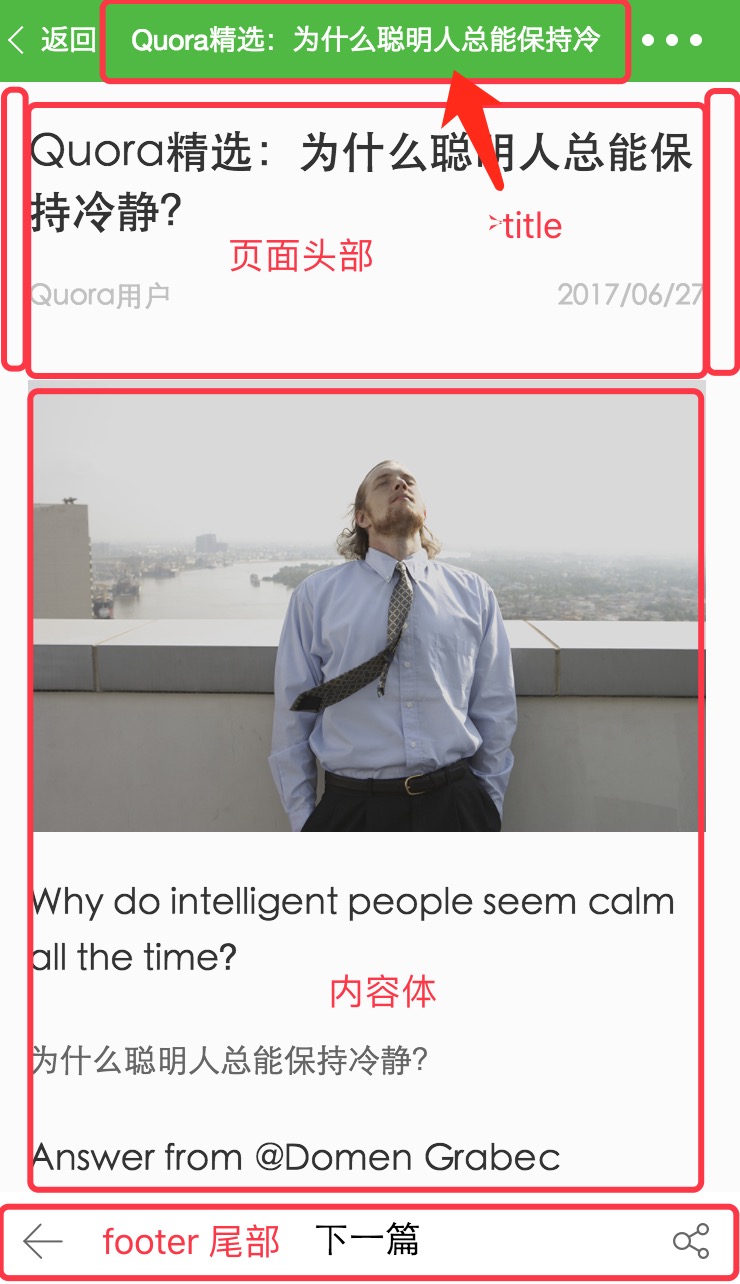 返回 Quora精选：为什么聪明人总能保持冷
Quora精选：为什么聪明人总能保
持冷静？
title
页面头部
Quora用户 2017/06/27
Why do intelligent people seem calm
all the time?
内容体
为什么聪明人总能保持冷静?
Answer from @Domen Grabec
footer 尾部 下一篇